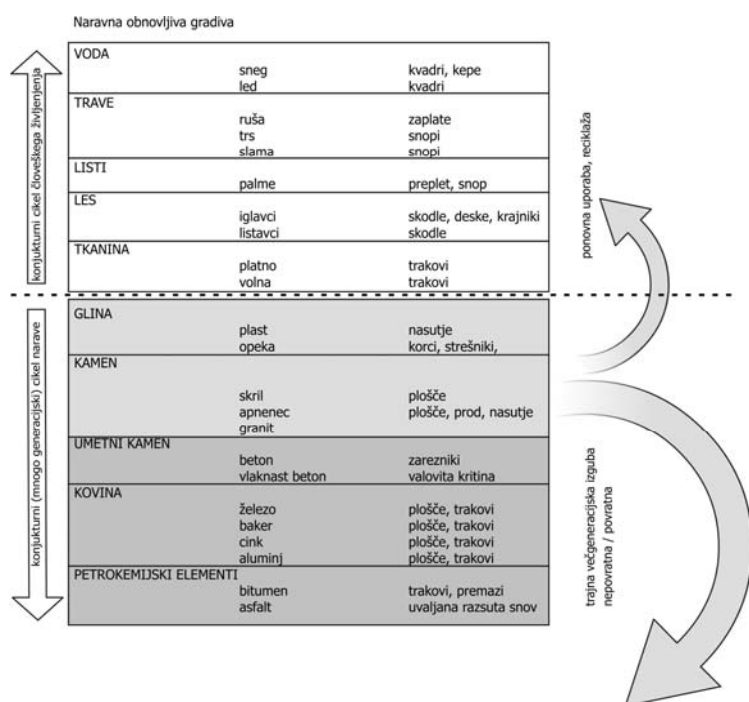 Naravna obnovljiva gradiva
VODA
sneg kvadri, kepe
led kvadri
TRAVE
ruša zaplate
trs snopi
slama snopi
LISTI
palme preplet, snop
LES
iglavci skodle, deske, krajniki
listavci skodle
TKANINA
platno trakovi
volna trakovi
GLINA
plast nasutje
opeka korci, strešniki,
KAMEN
skril plošče
apnenec plošče, prod, nasutje
granit
UMETNI KAMEN
beton zarezniki
vlaknast beton valovita kritina
KOVINA
železo plošče, trakovi
baker plošče, trakovi
cink plošče, trakovi
aluminj plošče, trakovi
PETROKEMIJSKI ELEMENTI
bitumen trakovi, premazi
asfalt uvaljana razsuta snov
konjukturni cikel človeškega življenjenja
konjukturni (mnogo generacijski) cikel narave
ponovna uporaba, reciklaža
trajna večgeneracijska izguba
nepovratna / povratna